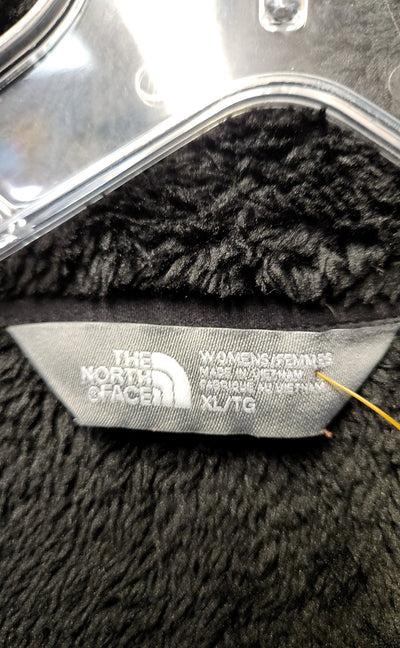 THE
NORTH
FACE
WOMENS/FEMMES
MADE IN VIETNAM
FABRIQUE AU VIETNAM
XL/TG